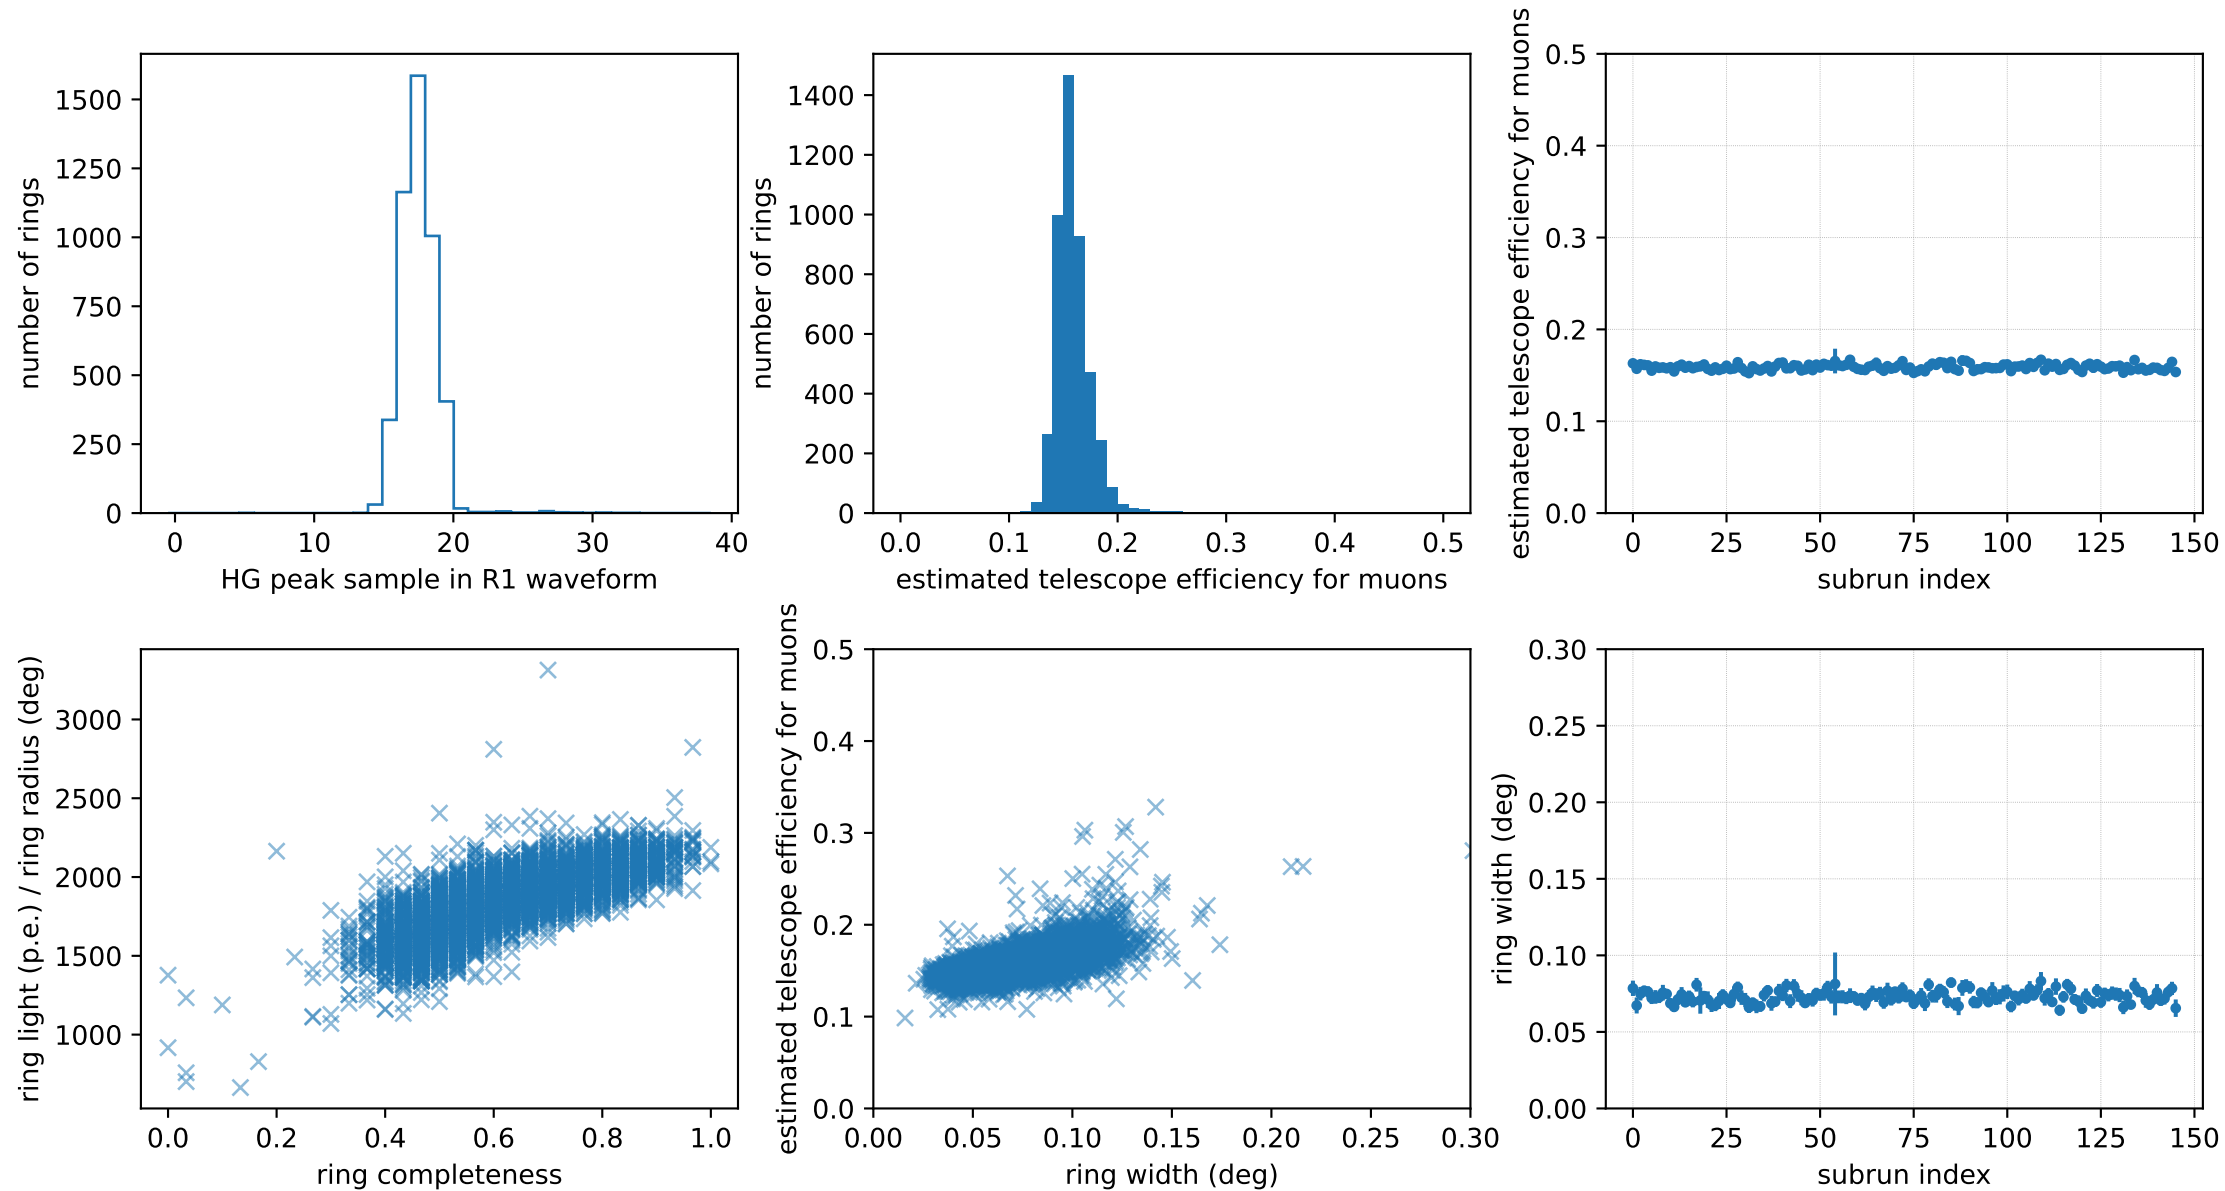 number of rings
1500
1250
1000
750
500
250
0
0 10 20 30 40
HG peak sample in R1 waveform
number of rings
1400
1200
1000
800
600
400
200
0
0.0 0.1 0.2 0.3 0.4 0.5
estimated telescope efficiency for muons
estimated telescope efficiency for muons
0.5
0.4
0.3
0.2
0.1
0.0
0 25 50 75 100 125 150
subrun index
ring light (p.e.) / ring radius (deg)
3000
2500
2000
1500
1000
0.0 0.2 0.4 0.6 0.8 1.0
ring completeness
estimated telescope efficiency for muons
0.5
0.4
0.3
0.2
0.1
0.0
0.00 0.05 0.10 0.15 0.20 0.25 0.30
ring width (deg)
ring width (deg)
0.30
0.25
0.20
0.15
0.10
0.05
0.00
0 25 50 75 100 125 150
subrun index